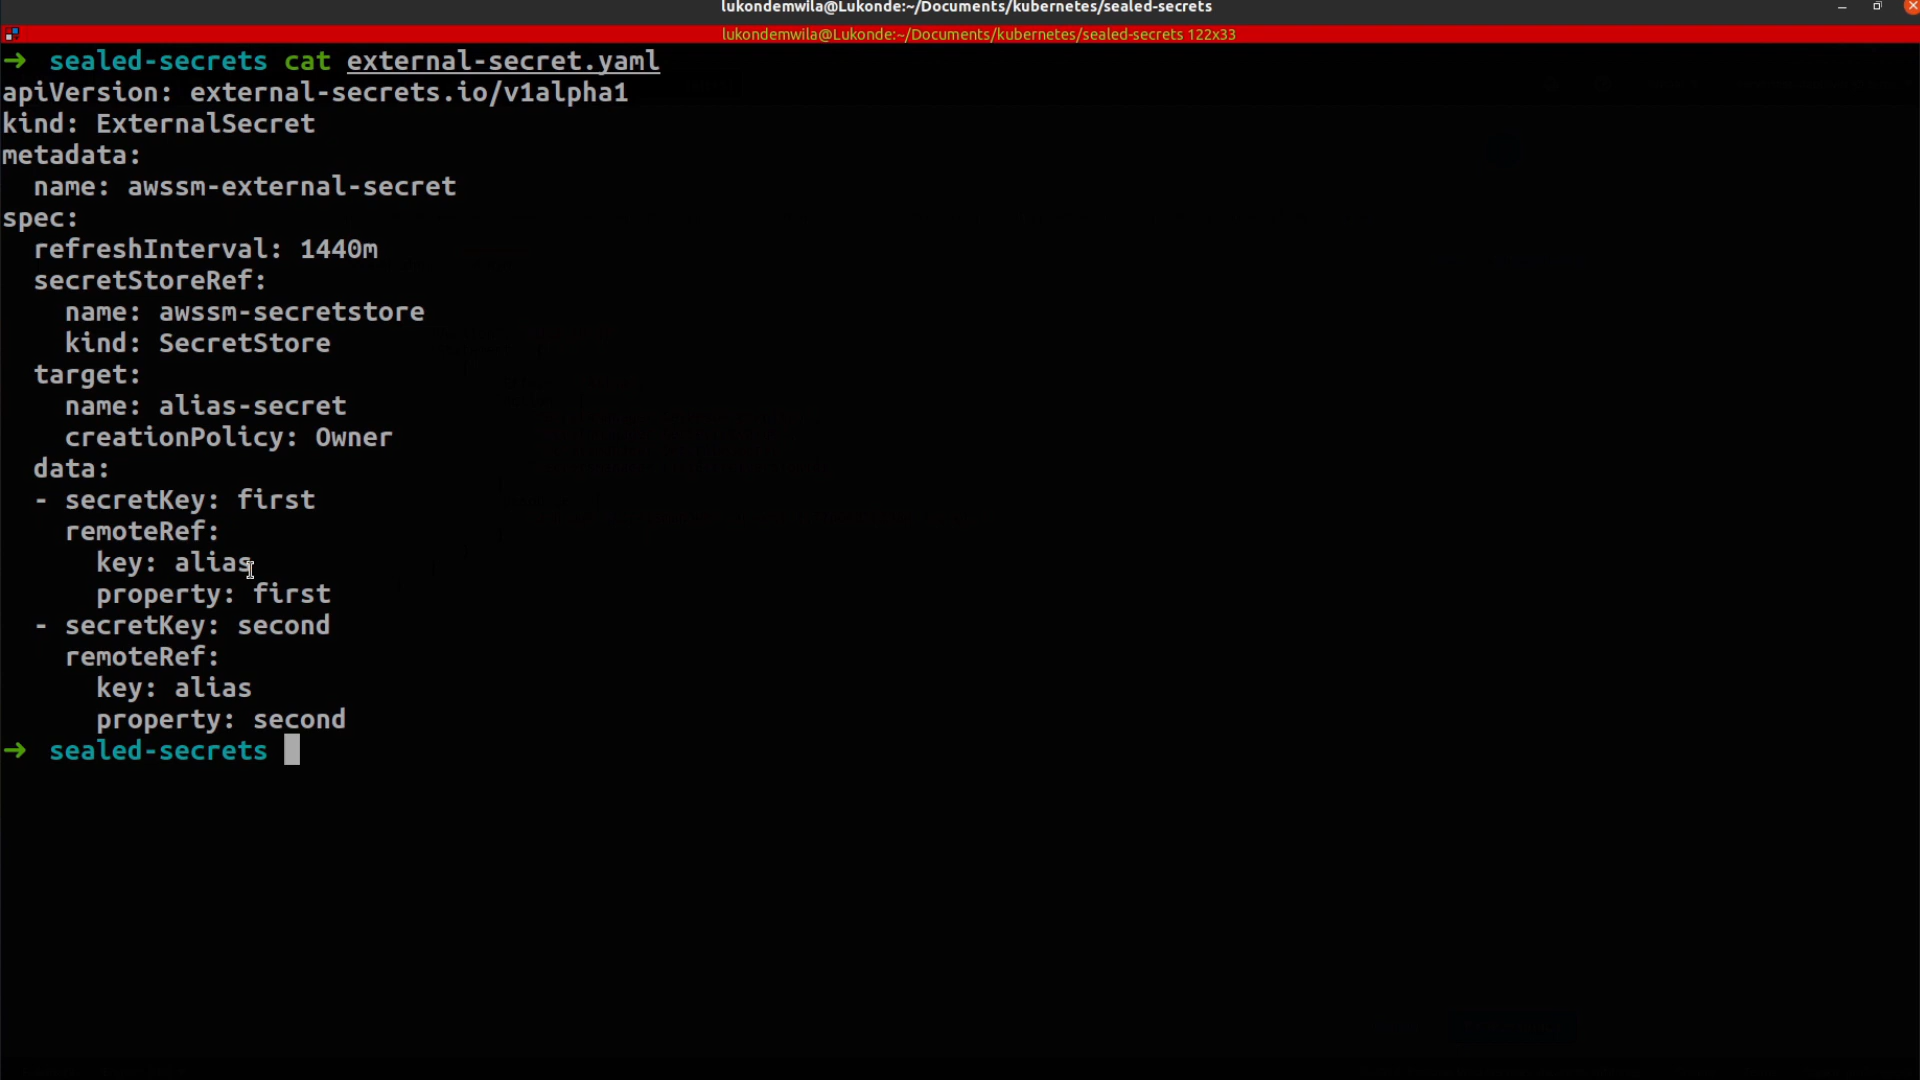 lukondemwila@Lukonde:~/Documents/kubernetes/sealed-secrets
lukondemwila@Lukonde:~/Documents/kubernetes/sealed-secrets 122x33
➜  sealed-secrets cat external-secret.yaml
apiVersion: external-secrets.io/v1alpha1
kind: ExternalSecret
metadata:
  name: awssm-external-secret
spec:
  refreshInterval: 1440m
  secretStoreRef:
    name: awssm-secretstore
    kind: SecretStore
  target:
    name: alias-secret
    creationPolicy: Owner
  data:
  - secretKey: first
    remoteRef:
      key: alias
      property: first
  - secretKey: second
    remoteRef:
      key: alias
      property: second
➜  sealed-secrets